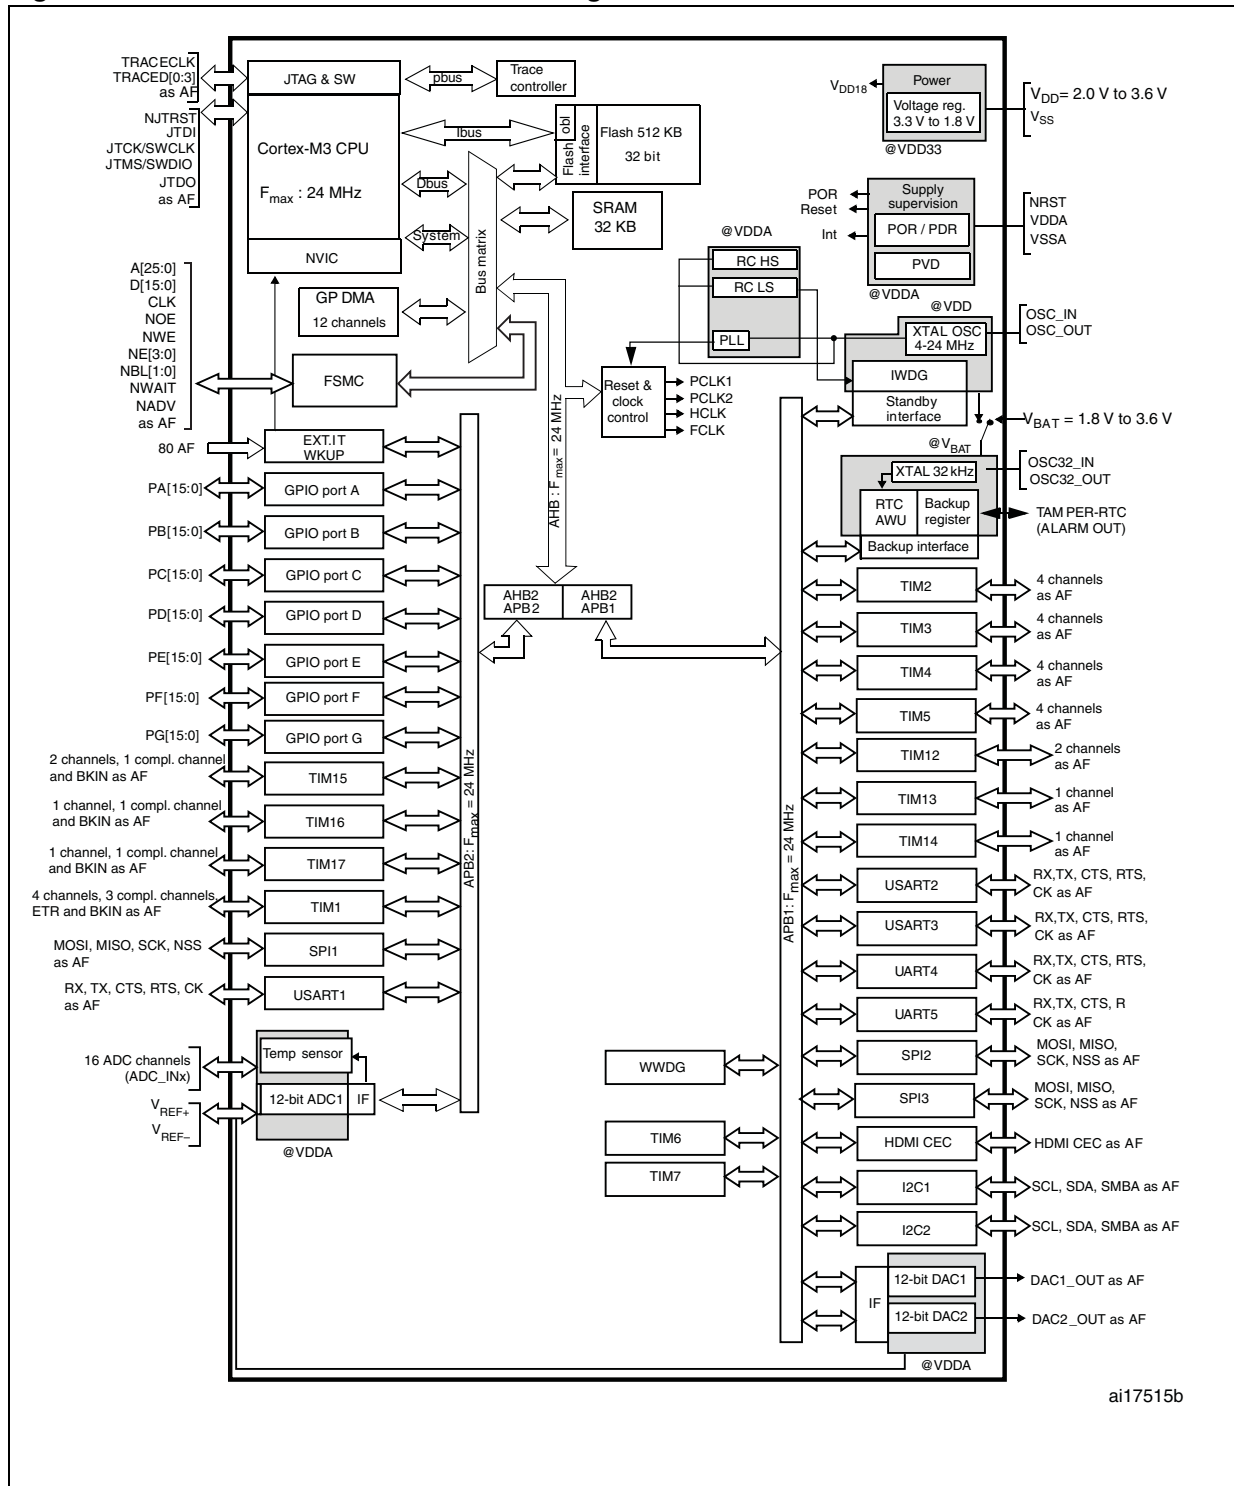 TRACECLK
TRACED[0:3]
as AF
NJTRST
JTDI
JTCK/SWCLK
JTMS/SWDIO
JTDO
as AF
JTAG & SW
pbus
Trace
controller
Cortex-M3 CPU
Fmax : 24 MHz
NVIC
Ibus
Dbus
System
Flash obl
interface
Flash 512 KB
32 bit
SRAM
32 KB
Bus matrix
GP DMA
12 channels
FSMC
A[25:0]
D[15:0]
CLK
NOE
NWE
NE[3:0]
NBL[1:0]
NWAIT
NADV
as AF
VDD18
Power
Voltage reg.
3.3 V to 1.8 V
@VDD33
VDD= 2.0 V to 3.6 V
VSS
POR
Reset
Int
Supply
supervision
POR / PDR
PVD
@VDDA
NRST
VDDA
VSSA
@VDDA
RC HS
RC LS
PLL
@VDD
XTAL OSC
4-24 MHz
IWDG
Standby
interface
OSC_IN
OSC_OUT
Reset &
clock
control
PCLK1
PCLK2
HCLK
FCLK
VBAT = 1.8 V to 3.6 V
@VBAT
XTAL 32 kHz
OSC32_IN
OSC32_OUT
RTC
AWU
Backup
register
Backup interface
TAMPER-RTC
(ALARM OUT)
AHB : Fmax = 24 MHz
AHB2
APB2
AHB2
APB1
80 AF
EXT.IT
WKUP
PA[15:0]
GPIO port A
PB[15:0]
GPIO port B
PC[15:0]
GPIO port C
PD[15:0]
GPIO port D
PE[15:0]
GPIO port E
PF[15:0]
GPIO port F
PG[15:0]
GPIO port G
2 channels, 1 compl. channel
and BKIN as AF
TIM15
1 channel, 1 compl. channel
and BKIN as AF
TIM16
1 channel, 1 compl. channel
and BKIN as AF
TIM17
4 channels, 3 compl. channels,
ETR and BKIN as AF
TIM1
MOSI, MISO, SCK, NSS
as AF
SPI1
RX, TX, CTS, RTS, CK
as AF
USART1
16 ADC channels
(ADC_INx)
Temp sensor
12-bit ADC1
IF
VREF+
VREF–
@VDDA
APB2: Fmax = 24 MHz
APB1: Fmax = 24 MHz
WWDG
TIM6
TIM7
TIM2
4 channels
as AF
TIM3
4 channels
as AF
TIM4
4 channels
as AF
TIM5
4 channels
as AF
TIM12
2 channels
as AF
TIM13
1 channel
as AF
TIM14
1 channel
as AF
USART2
RX,TX, CTS, RTS,
CK as AF
USART3
RX,TX, CTS, RTS,
CK as AF
UART4
RX,TX, CTS, RTS,
CK as AF
UART5
RX,TX, CTS, R
CK as AF
SPI2
MOSI, MISO,
SCK, NSS as AF
SPI3
MOSI, MISO,
SCK, NSS as AF
HDMI CEC
HDMI CEC as AF
I2C1
SCL, SDA, SMBA as AF
I2C2
SCL, SDA, SMBA as AF
IF
12-bit DAC1
DAC1_OUT as AF
12-bit DAC2
DAC2_OUT as AF
@VDDA
ai17515b